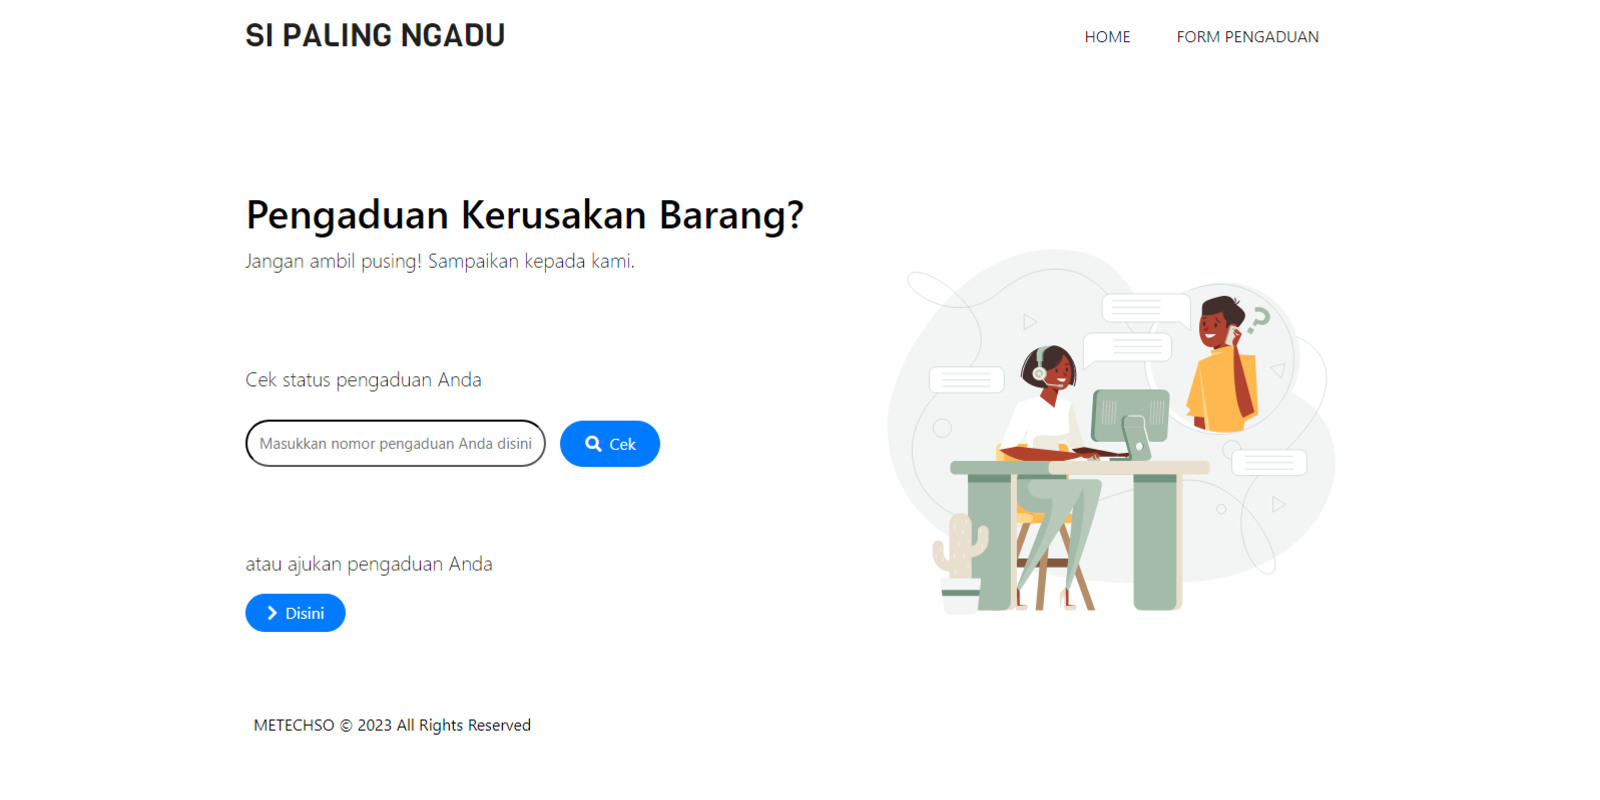 SI PALING NGADU
HOME
FORM PENGADUAN
Pengaduan Kerusakan Barang?
Jangan ambil pusing! Sampaikan kepada kami.
Cek status pengaduan Anda
Masukkan nomor pengaduan Anda disini
Cek
?
atau ajukan pengaduan Anda
Disini
METECHSO © 2023 All Rights Reserved